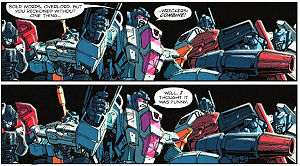 BOLD WORDS, OVERLORD, BUT
YOU RECKONED WITHOUT
ONE THING...
...WRECKERS:
COMBINE!
WELL, I
THOUGHT IT
WAS FUNNY.